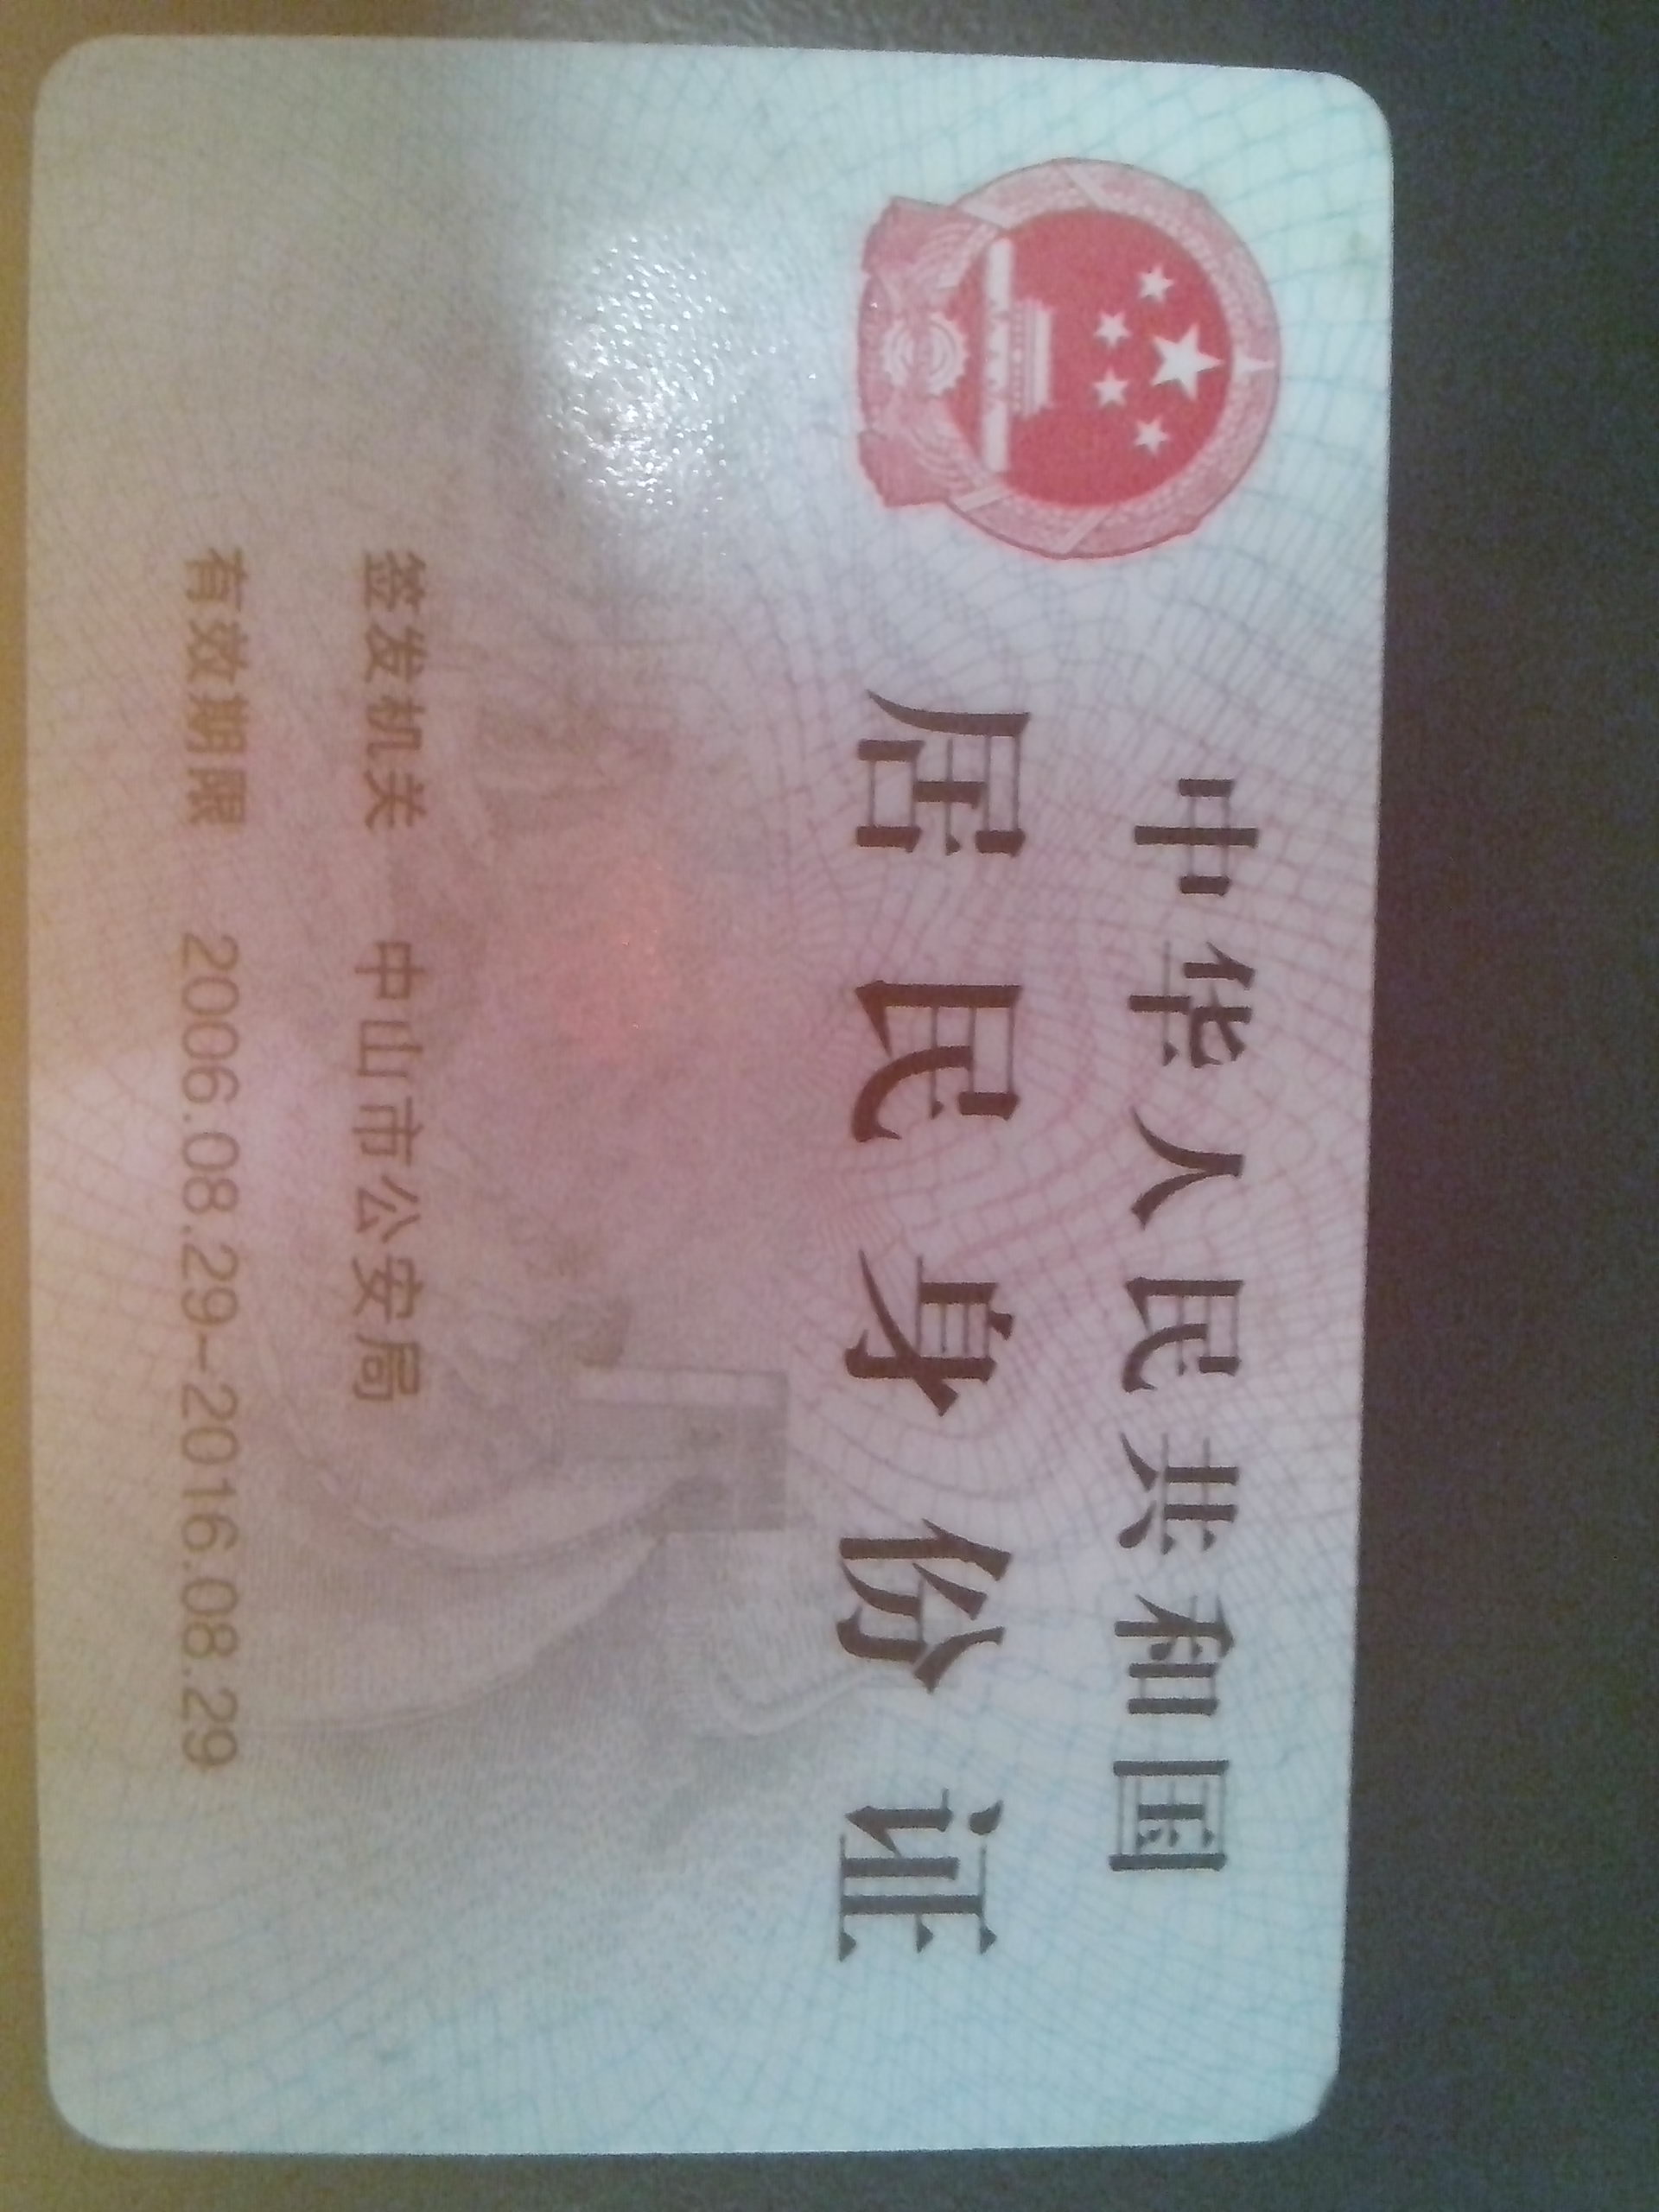 中华人民共和国
居民身份证
签发机关 中山市公安局
有效期限 2006.08.29-2016.08.29